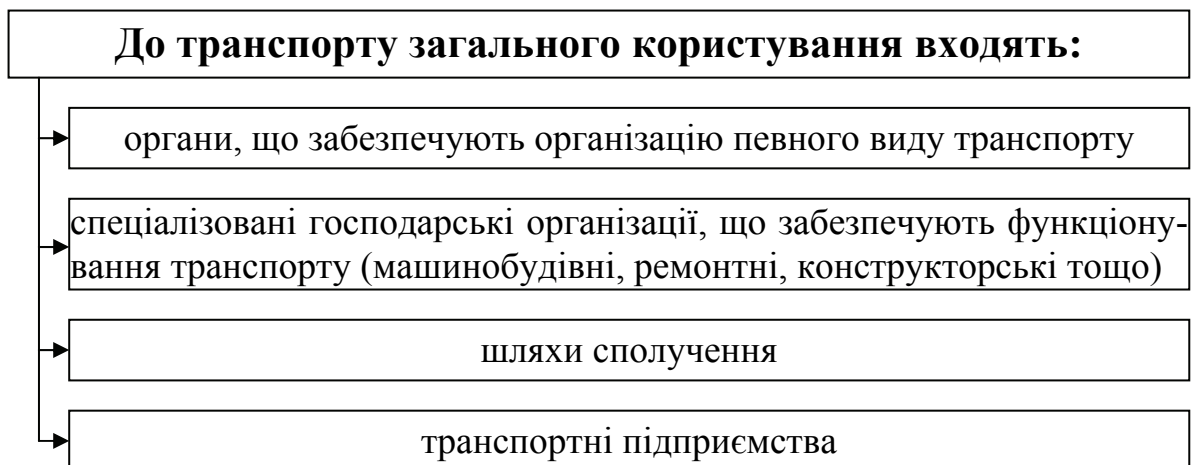 До транспорту загального користування входять:
органи, що забезпечують організацію певного виду транспорту
спеціалізовані господарські організації, що забезпечують функціону-
вання транспорту (машинобудівні, ремонтні, конструкторські тощо)
шляхи сполучення
транспортні підприємства